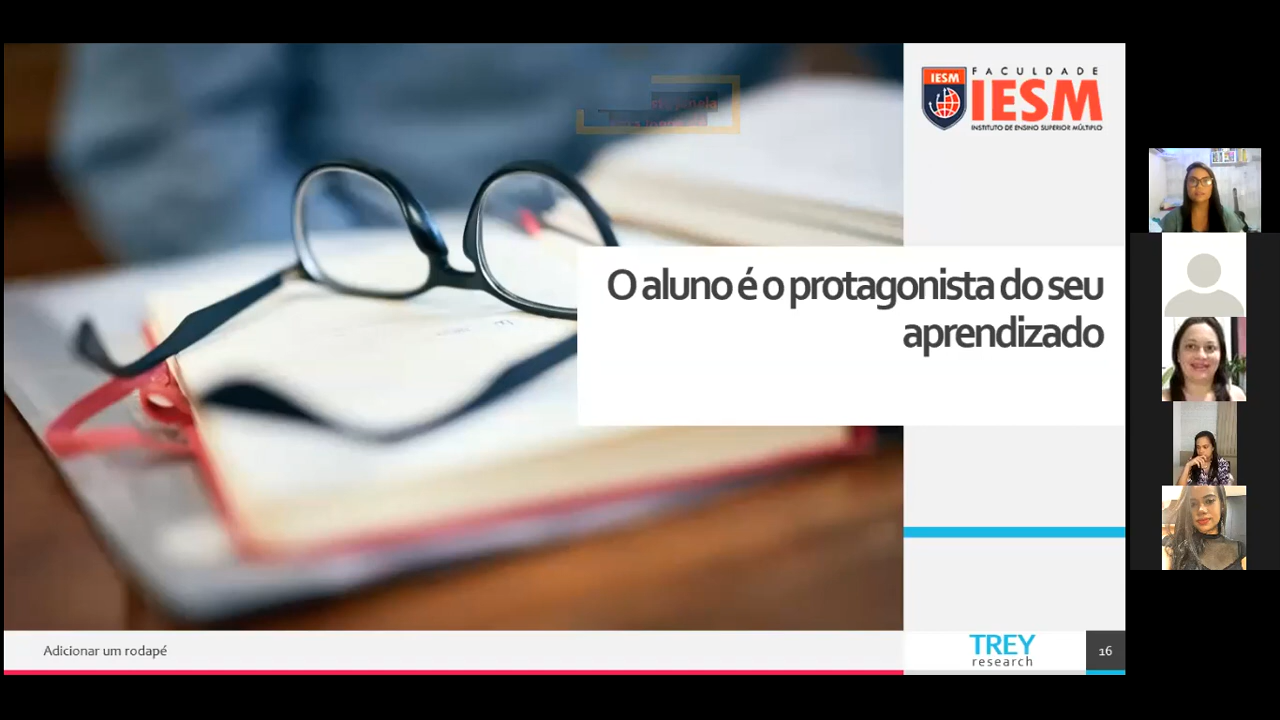 FACULDADE
IESM
IESM
INSTITUTO DE ENSINO SUPERIOR MÚLTIPLO
O aluno é o protagonista do seu
aprendizado
Adicionar um rodapé
TREY
research
16